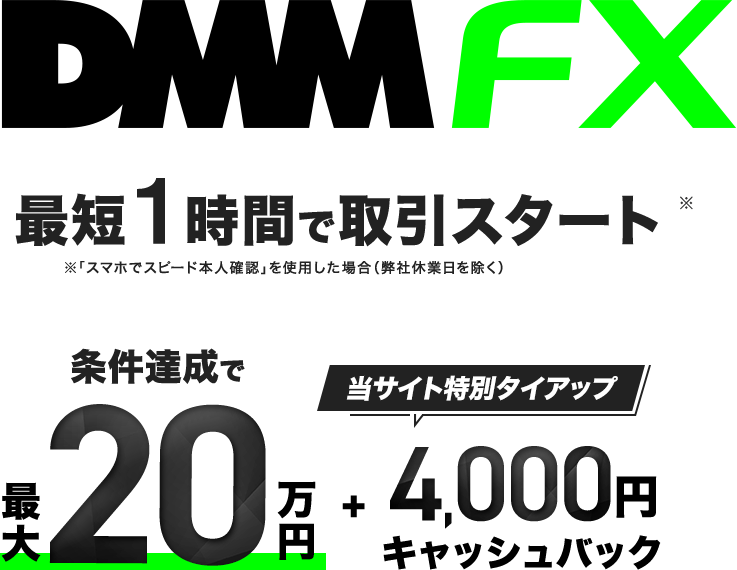 DMM FX
最短1時間で取引スタート ※
※「スマホでスピード本人確認」を使用した場合(弊社休業日を除く)
条件達成で
当サイト特別タイアップ
最大20万円 + 4,000円
キャッシュバック